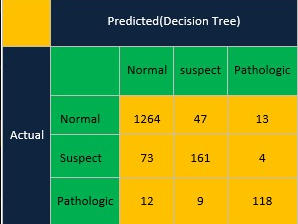 Predicted(Decision Tree)
Normal suspect Pathologic
Normal 1264 47 13
Actual
Suspect 73 161 4
Pathologic 12 9 118